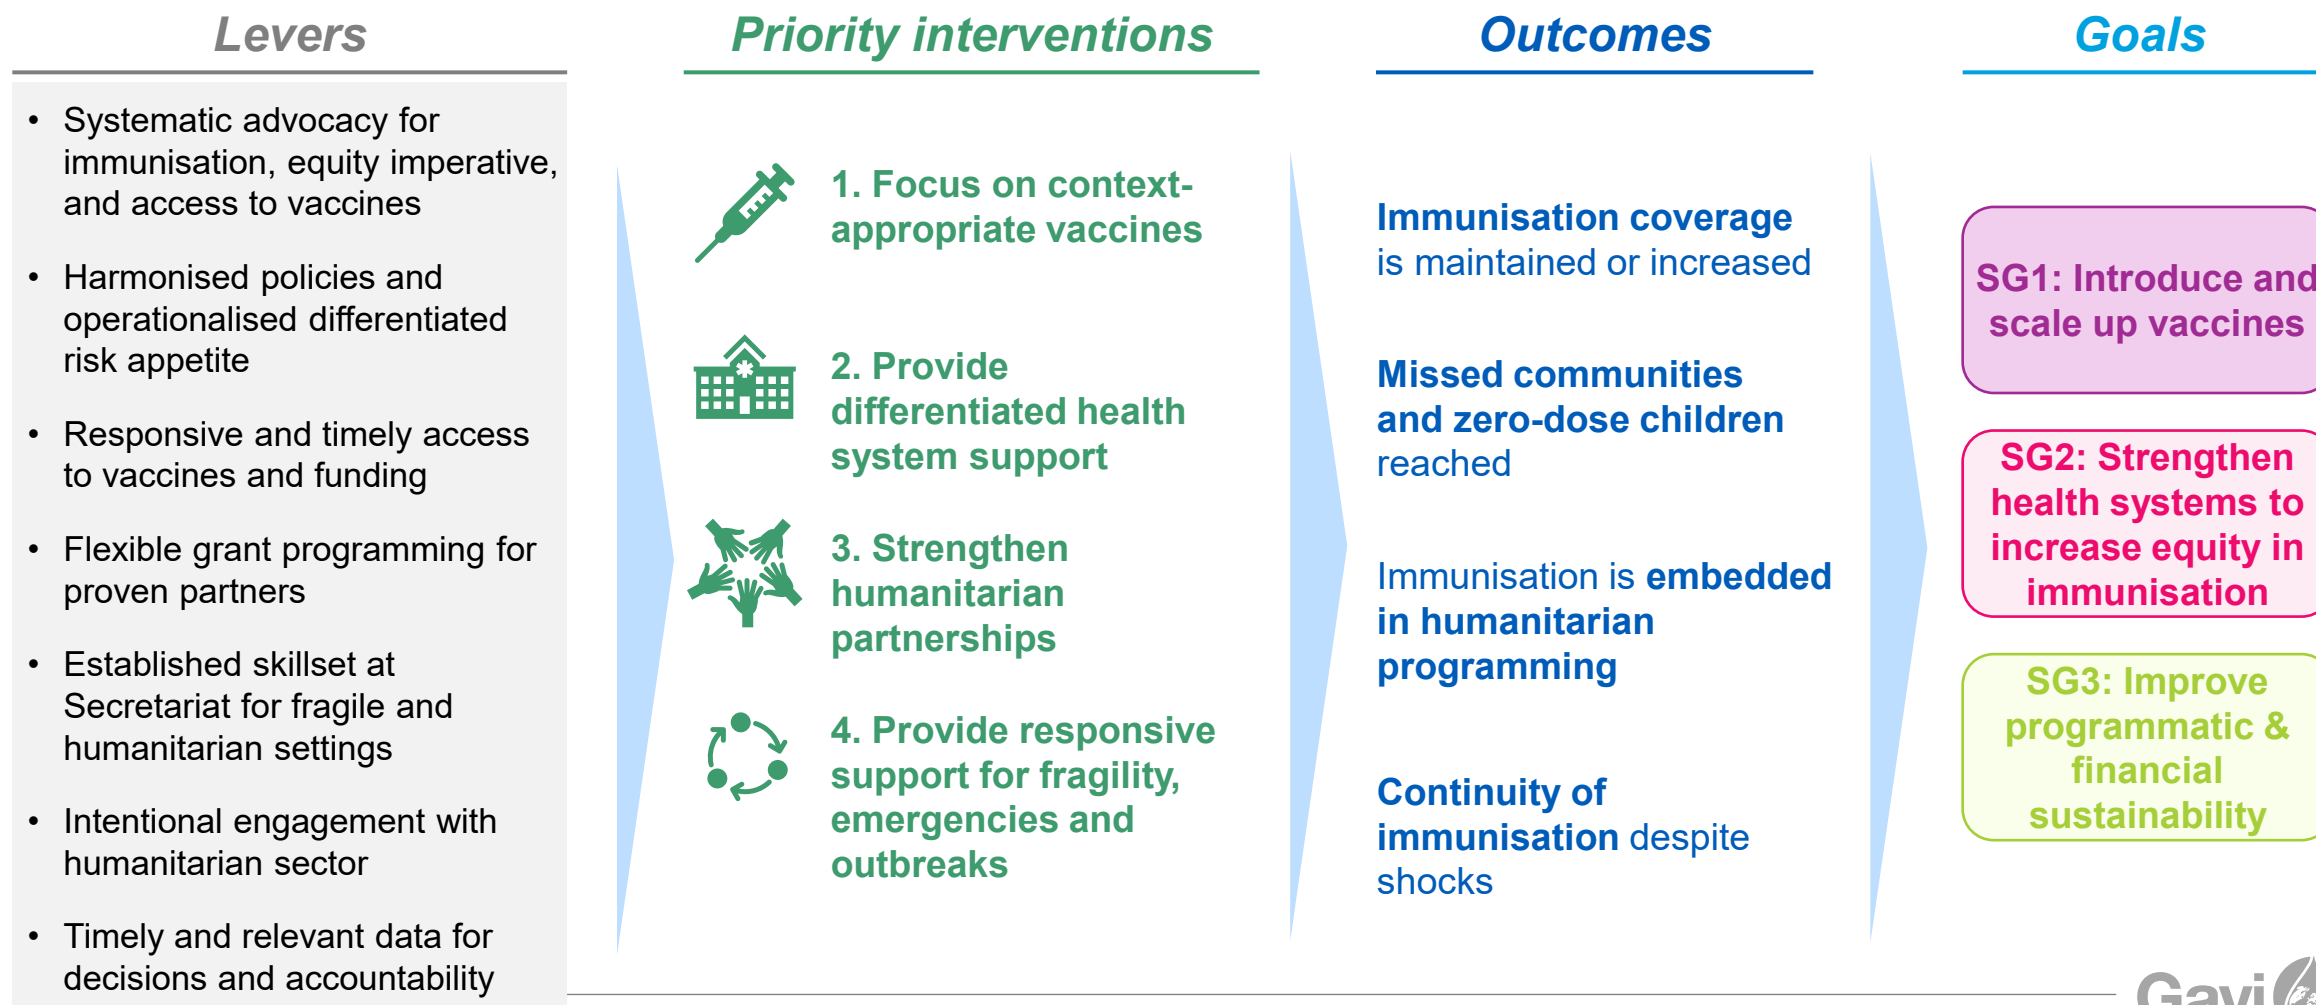 Levers
• Systematic advocacy for
immunisation, equity imperative,
and access to vaccines
• Harmonised policies and
operationalised differentiated
risk appetite
• Responsive and timely access
to vaccines and funding
• Flexible grant programming for
proven partners
• Established skillset at
Secretariat for fragile and
humanitarian settings
• Intentional engagement with
humanitarian sector
• Timely and relevant data for
decisions and accountability
Priority interventions
1. Focus on context-
appropriate vaccines
2. Provide
differentiated health
system support
3. Strengthen
humanitarian
partnerships
4. Provide responsive
support for fragility,
emergencies and
outbreaks
Outcomes
Immunisation coverage
is maintained or increased
Missed communities
and zero-dose children
reached
Immunisation is embedded
in humanitarian
programming
Continuity of
immunisation despite
shocks
Goals
SG1: Introduce and
scale up vaccines
SG2: Strengthen
health systems to
increase equity in
immunisation
SG3: Improve
programmatic &
financial
sustainability
Gavi